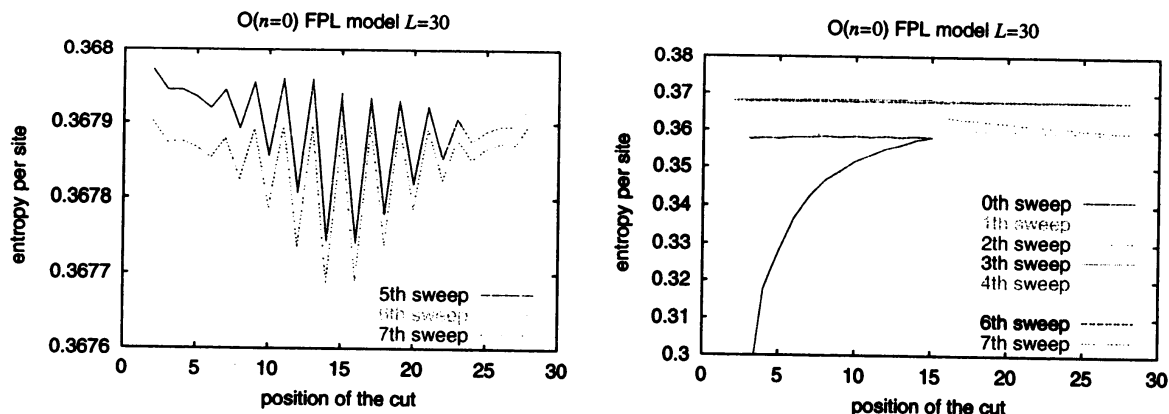 O(n=0) FPL model L=30
0.368
0.3679
0.3678
0.3677
0.3676
entropy per site
5th sweep
6th sweep
7th sweep
0 5 10 15 20 25 30
position of the cut
O(n=0) FPL model L=30
0.38
0.37
0.36
0.35
0.34
0.33
0.32
0.31
0.3
entropy per site
0th sweep
1th sweep
2th sweep
3th sweep
4th sweep
6th sweep
7th sweep
0 5 10 15 20 25 30
position of the cut